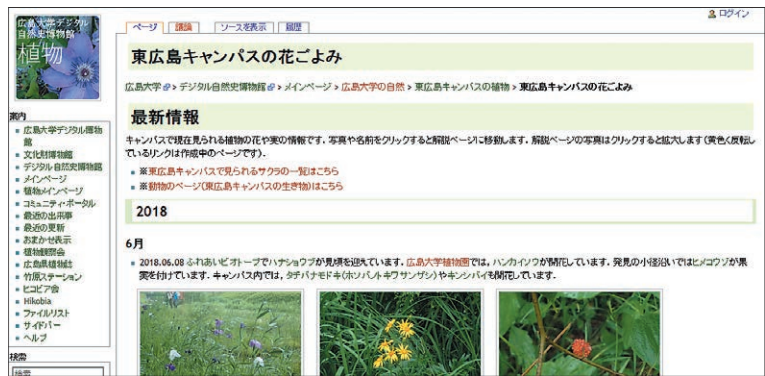 広島大学デジタル
自然史博物館
植物
ログイン
ページ 議論 ソースを表示 履歴
東広島キャンパスの花ごよみ
広島大学 > デジタル自然史博物館 > メインページ > 広島大学の自然 > 東広島キャンパスの植物 > 東広島キャンパスの花ごよみ
最新情報
キャンパスで現在見られる植物の花や実の情報です．写真や名前をクリックすると解説ページに移動します．解説ページの写真はクリックすると拡大します（黄色く反転し
ているリンクは作成中のページです）．
※東広島キャンパスで見られるサクラの一覧はこちら
※動物のページ(東広島キャンパスの生き物)はこちら
2018
6月
2018.06.08 ふれあいビオトープでハナショウブが見頃を迎えています．広島大学植物園では，ハンカイソウが開花しています．発見の小径沿いではヒメコウゾが果
実を付けています．キャンパス内では，タチバナモドキ(ホソバノトキワサンザシ)やキンシバイも開花しています．
案内
広島大学デジタル博物
館
文化財博物館
デジタル自然史博物館
メインページ
植物メインページ
コミュニティ・ポータル
最近の出来事
最近の更新
おまかせ表示
植物観察会
広島県植物誌
竹原ステーション
ヒコビア会
Hikobia
ファイルリスト
サイドバー
ヘルプ
検索
検索